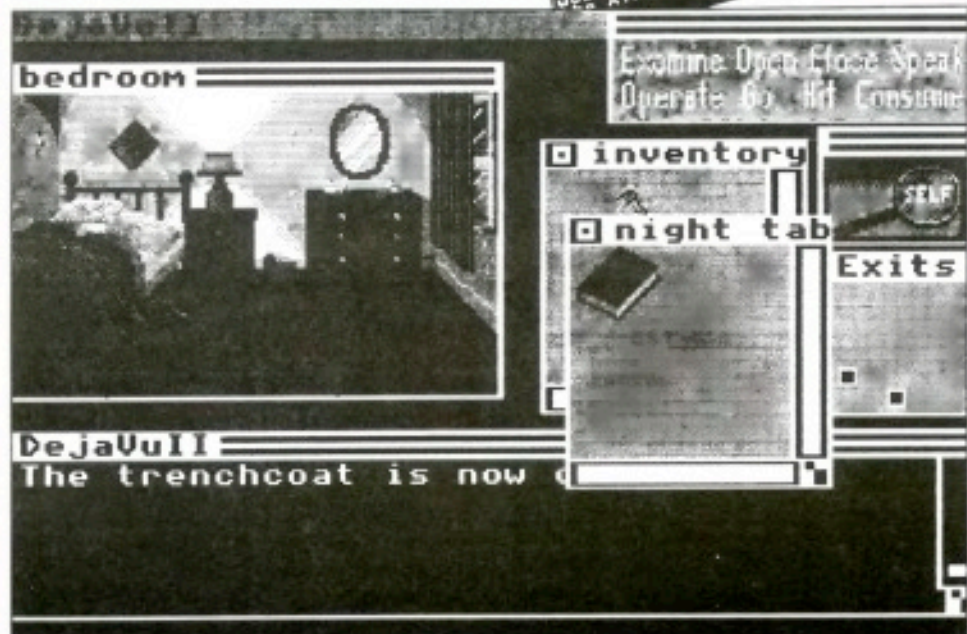 DejaVuII
Examine Open Close Speak
Operate Go Hit Consume
bedroom
inventory
SELF
night tab
Exits
DejaVuII
The trenchcoat is now